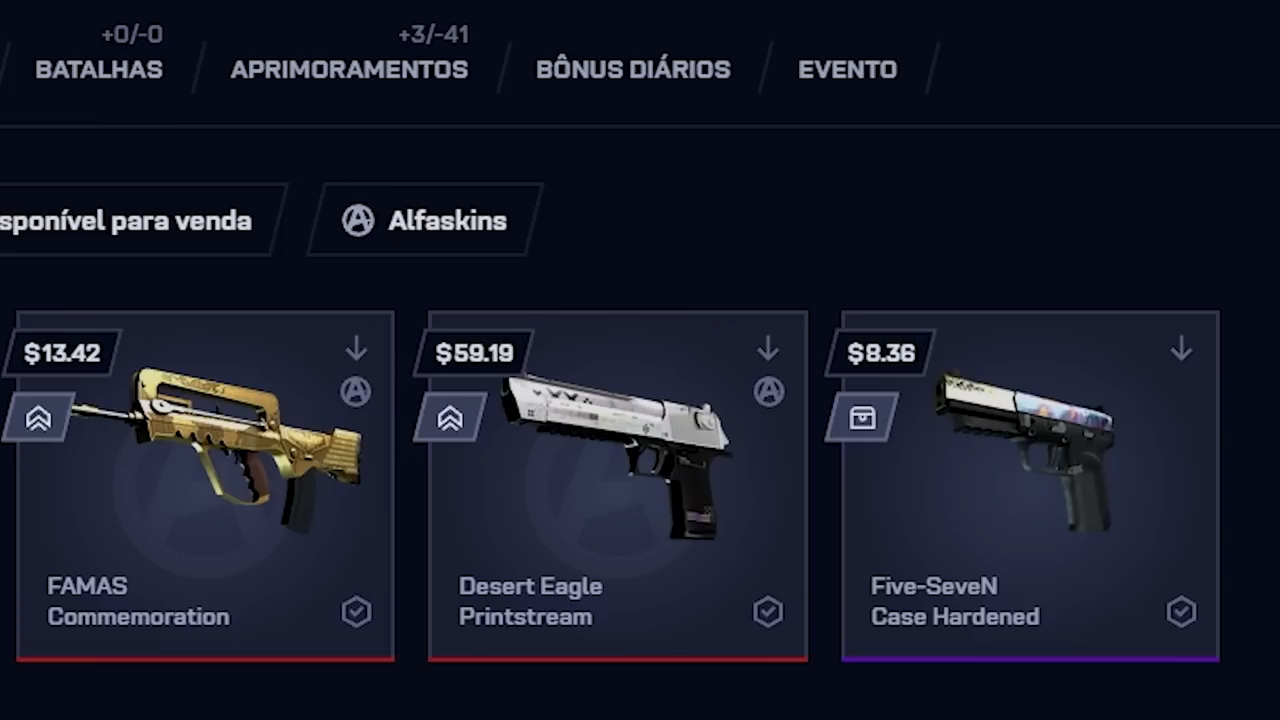 +0/-0
+3/-41
BATALHAS
APRIMORAMENTOS
BÔNUS DIÁRIOS
EVENTO
sponível para venda
Alfaskins
$13.42
$59.19
$8.36
FAMAS
Commemoration
Desert Eagle
Printstream
Five-SeveN
Case Hardened